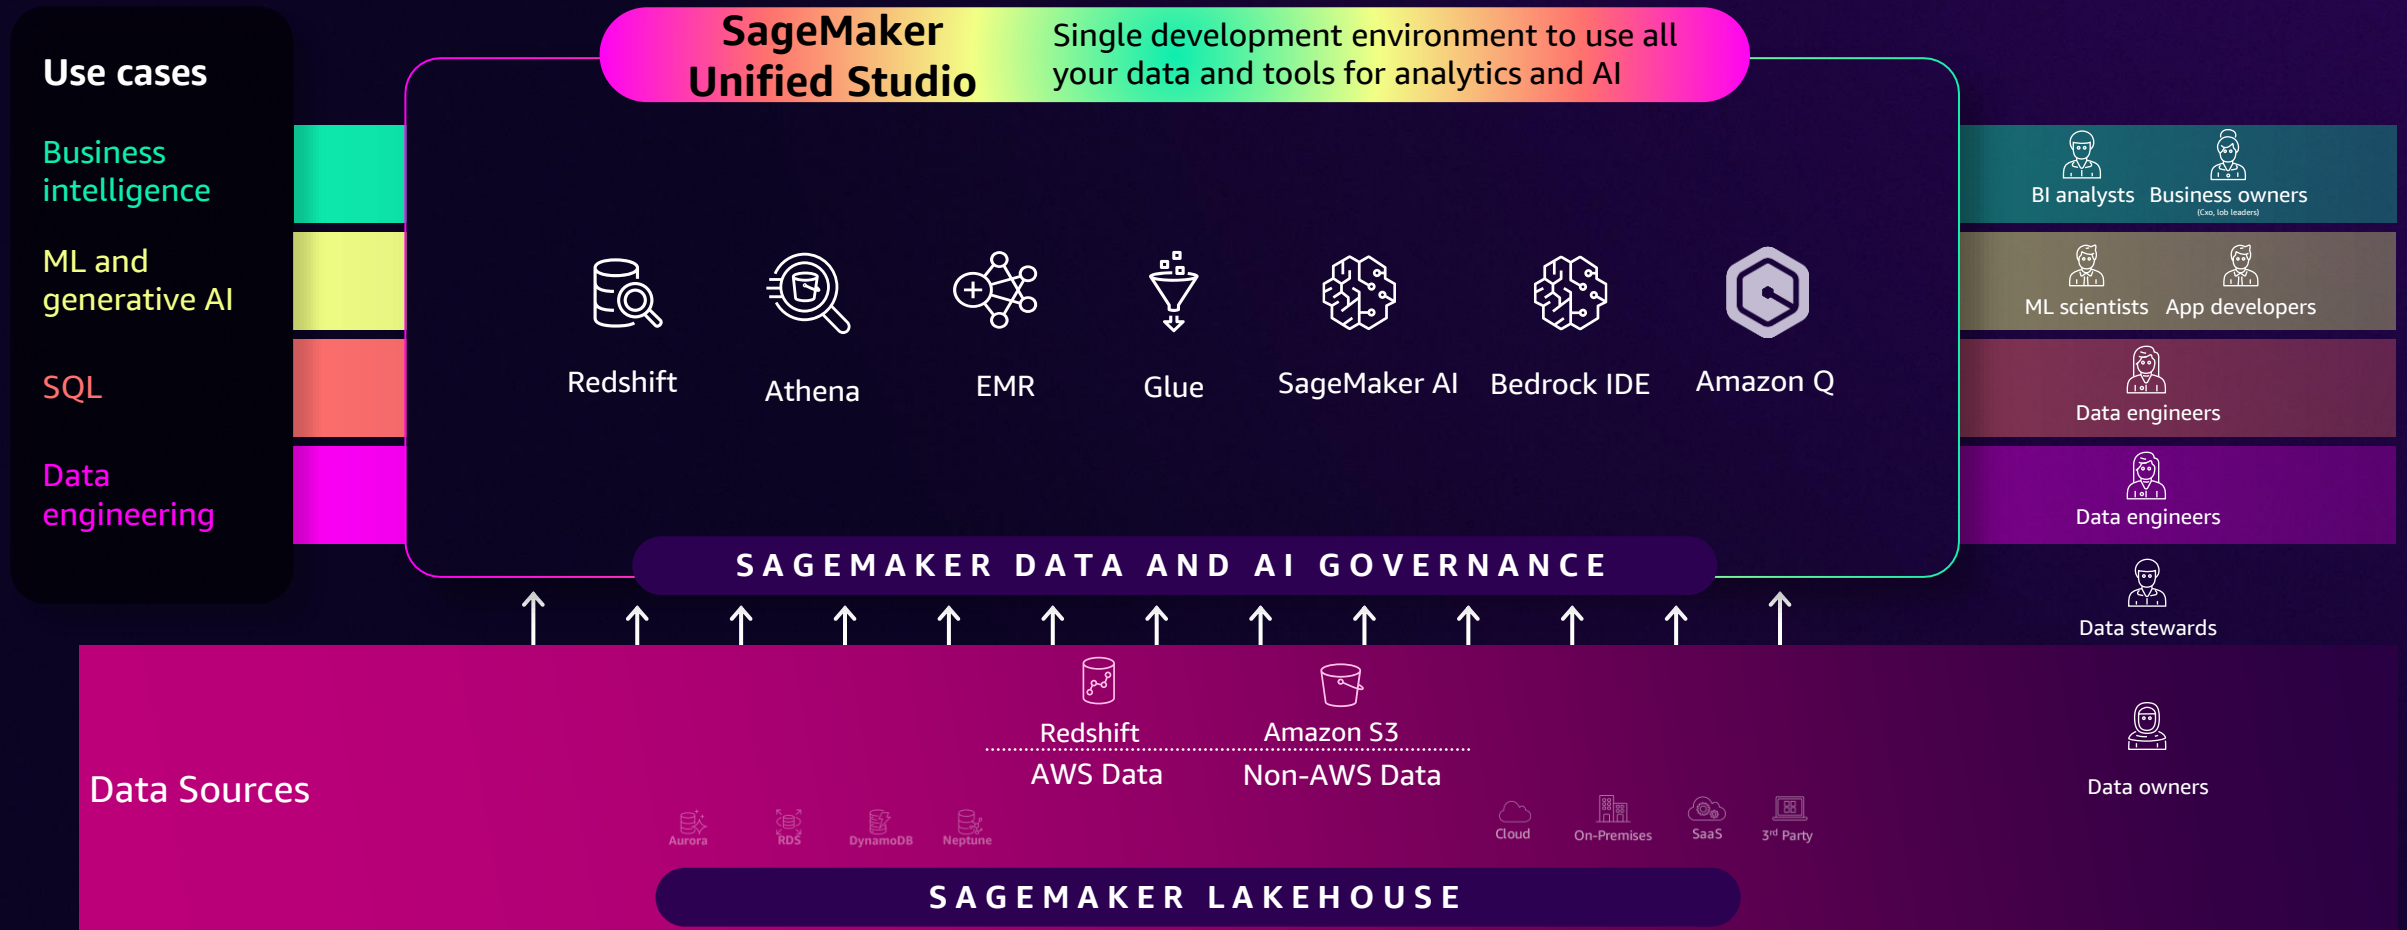 SageMaker
Unified Studio
Single development environment to use all
your data and tools for analytics and AI
Use cases
Business
intelligence
ML and
generative AI
SQL
Data
engineering
Redshift
Athena
EMR
Glue
SageMaker AI
Bedrock IDE
Amazon Q
BI analysts
Business owners
(Cxo, lob leaders)
ML scientists
App developers
Data engineers
Data engineers
Data stewards
SAGEMAKER DATA AND AI GOVERNANCE
Data Sources
Redshift
Amazon S3
AWS Data
Non-AWS Data
Aurora
RDS
DynamoDB
Neptune
Cloud
On-Premises
SaaS
3rd Party
Data owners
SAGEMAKER LAKEHOUSE